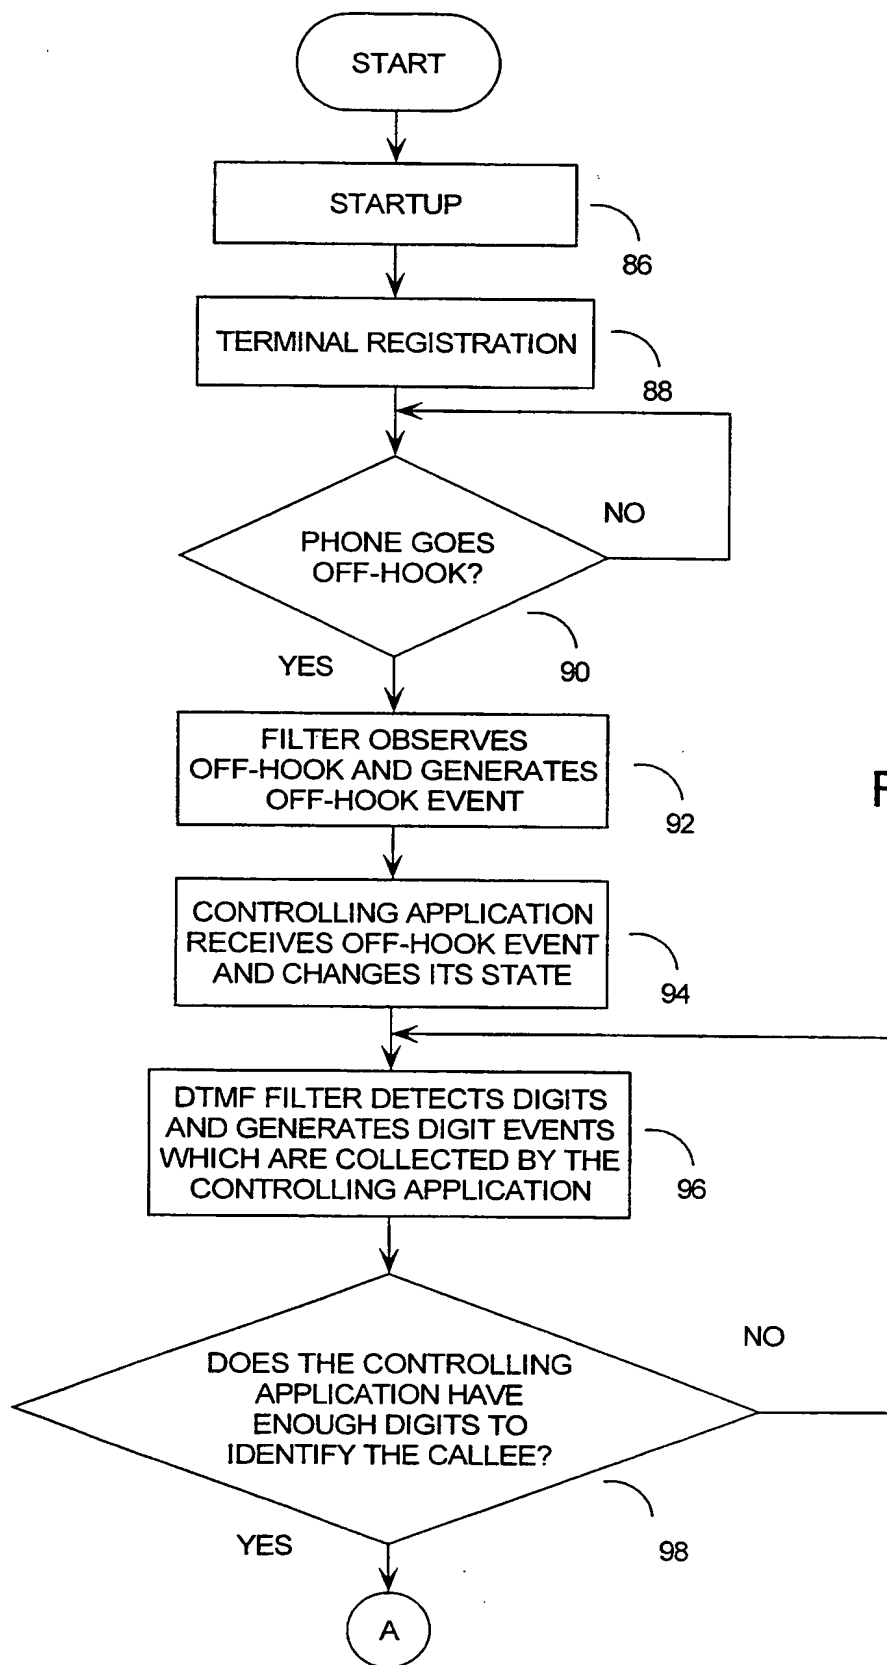 START
STARTUP
86
TERMINAL REGISTRATION
88
NO
PHONE GOES
OFF-HOOK?
90
YES
FILTER OBSERVES
OFF-HOOK AND GENERATES
OFF-HOOK EVENT
92
CONTROLLING APPLICATION
RECEIVES OFF-HOOK EVENT
AND CHANGES ITS STATE
94
DTMF FILTER DETECTS DIGITS
AND GENERATES DIGIT EVENTS
WHICH ARE COLLECTED BY THE
CONTROLLING APPLICATION
96
NO
DOES THE CONTROLLING
APPLICATION HAVE
ENOUGH DIGITS TO
IDENTIFY THE CALLEE?
98
YES
A